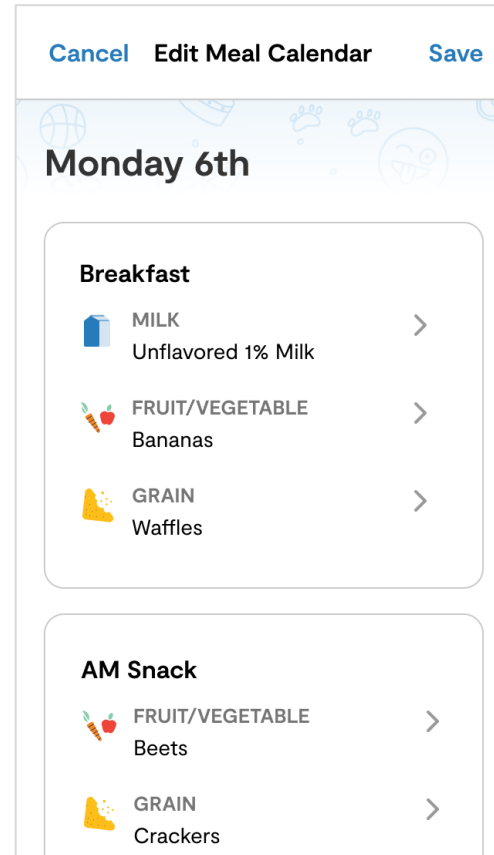 Cancel Edit Meal Calendar Save
Monday 6th
Breakfast
MILK
Unflavored 1% Milk
FRUIT/VEGETABLE
Bananas
GRAIN
Waffles
AM Snack
FRUIT/VEGETABLE
Beets
GRAIN
Crackers